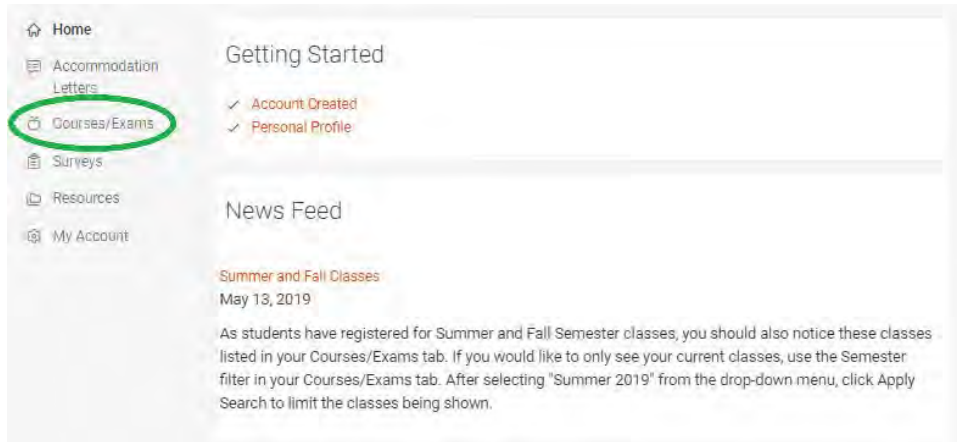 Home
Accommodation
Letters
Courses/Exams
Surveys
Resources
My Account
Getting Started
Account Created
Personal Profile
News Feed
Summer and Fall Classes
May 13, 2019
As students have registered for Summer and Fall Semester classes, you should also notice these classes
listed in your Courses/Exams tab. If you would like to only see your current classes, use the Semester
filter in your Courses/Exams tab. After selecting "Summer 2019" from the drop-down menu, click Apply
Search to limit the classes being shown.